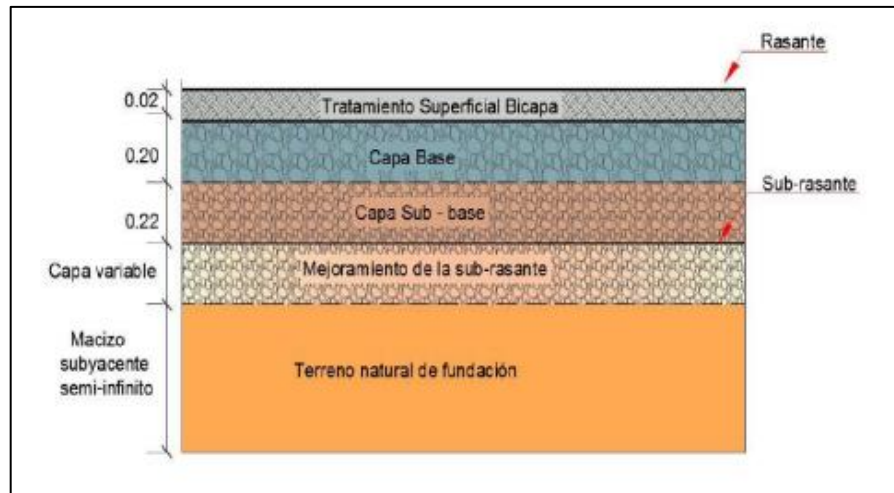 Rasante
0.02
Tratamiento Superficial Bicapa
0.20
Capa Base
Sub-rasante
0.22
Capa Sub - base
Capa variable
Mejoramiento de la sub-rasante
Macizo
subyacente
semi-infinito
Terreno natural de fundación